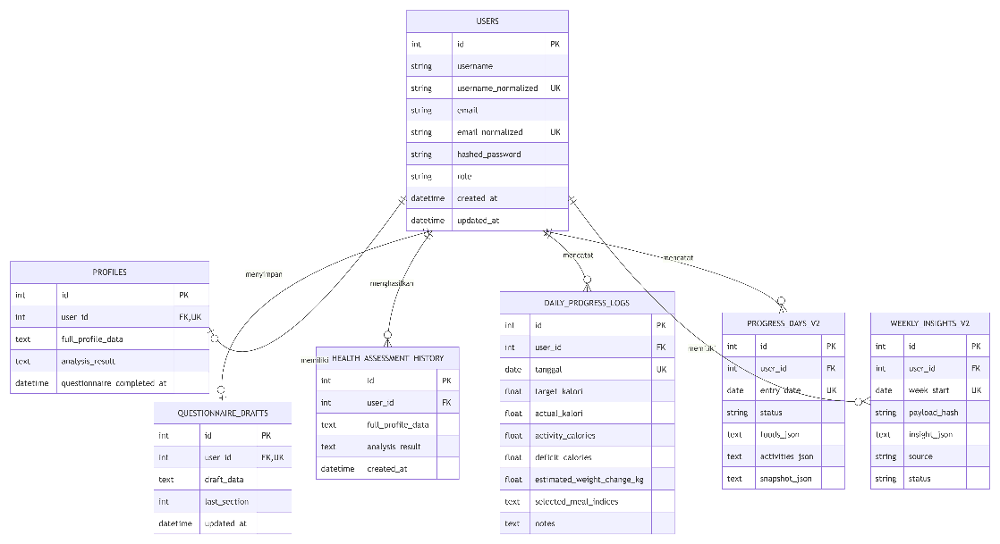 USERS
int id PK
string username
string username_normalized UK
string email
string email_normalized UK
string hashed_password
string role
datetime created_at
datetime updated_at
menyimpan
menghasilkan
mencatat
mencatat
memiliki
memiliki
PROFILES
int id PK
int user_id FK,UK
text full_profile_data
text analysis_result
datetime questionnaire_completed_at
QUESTIONNAIRE_DRAFTS
int id PK
int user_id FK,UK
text draft_data
int last_section
datetime updated_at
HEALTH_ASSESSMENT_HISTORY
int id PK
int user_id FK
text full_profile_data
text analysis_result
datetime created_at
DAILY_PROGRESS_LOGS
int id PK
int user_id FK
date tanggal UK
float target_kalori
float actual_kalori
float activity_calories
float deficit_calories
float estimated_weight_change_kg
text selected_meal_indices
text notes
PROGRESS_DAYS_V2
int id PK
int user_id FK
date entry_date UK
string status
text foods_json
text activities_json
text snapshot_json
WEEKLY_INSIGHTS_V2
int id PK
int user_id FK
date week_start UK
string payload_hash
text insight_json
string source
string status